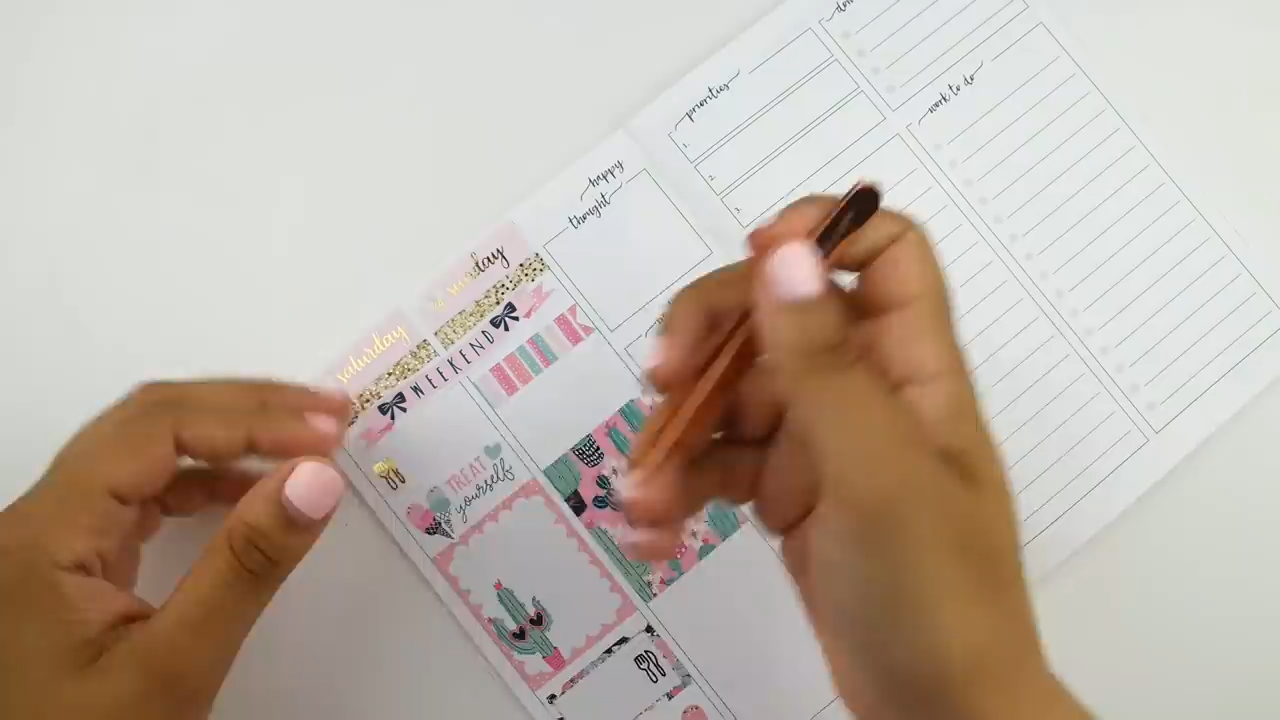 saturday
sunday
WEEKEND
TREAT
yourself
happy
thought
priorities
1.
2
3
work to do